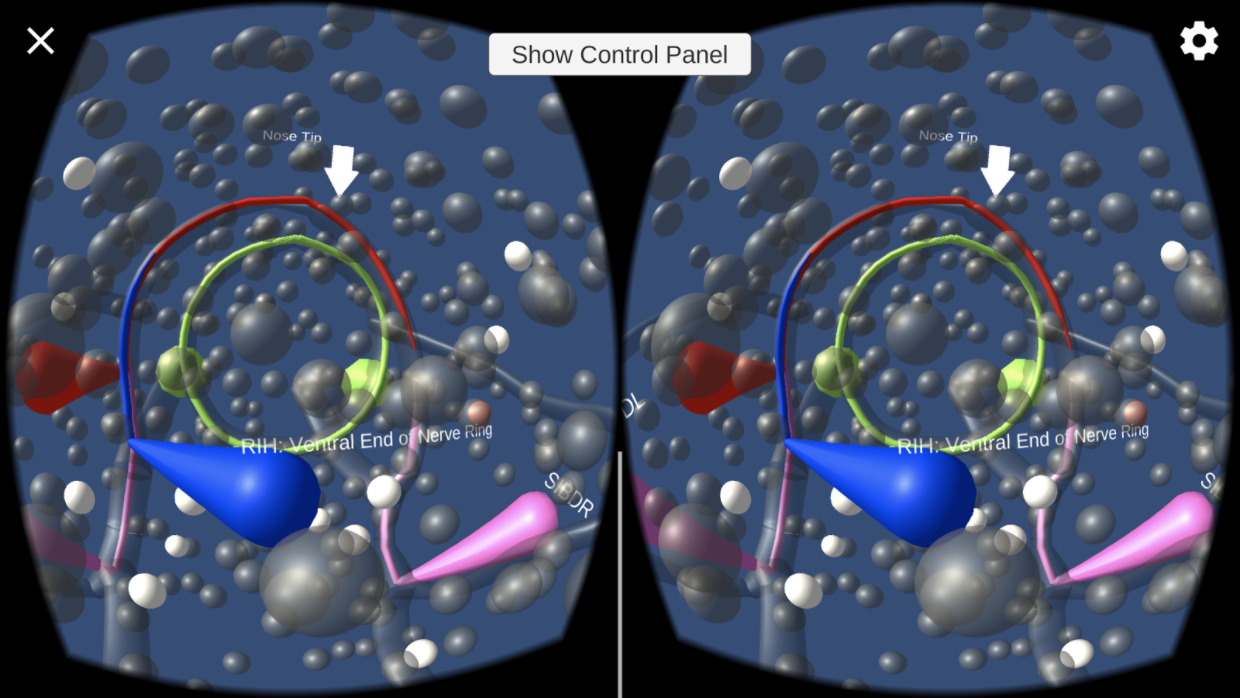 Show Control Panel
Nose Tip
Nose Tip
RIH: Ventral End of Nerve Ring
RIH: Ventral End of Nerve Ring
DL
SIBDR